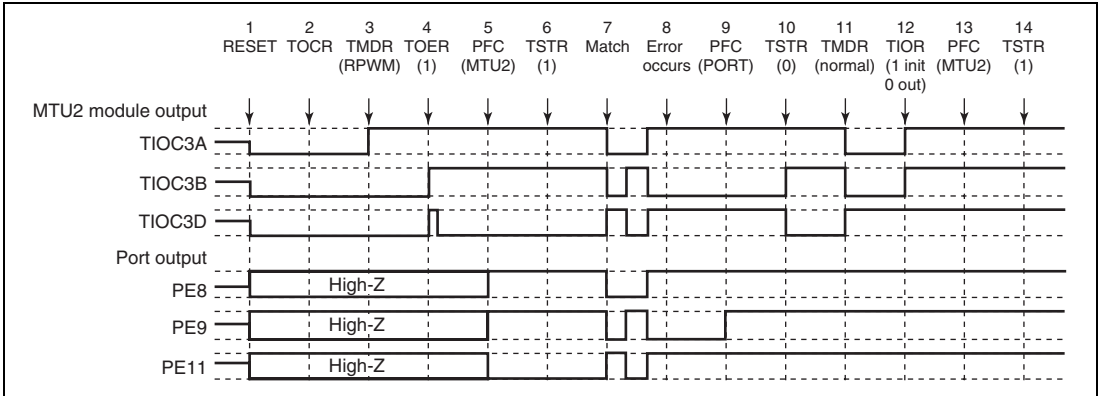 1 2 3 4 5 6 7 8 9 10 11 12 13 14
RESET TOCR TMDR TOER PFC TSTR Match Error PFC TSTR TMDR TIOR PFC TSTR
(RPWM) (1) (MTU2) (1) occurs (PORT) (0) (normal) (1 init (MTU2) (1)
0 out)
MTU2 module output
TIOC3A
TIOC3B
TIOC3D
Port output
PE8 High-Z
PE9 High-Z
PE11 High-Z